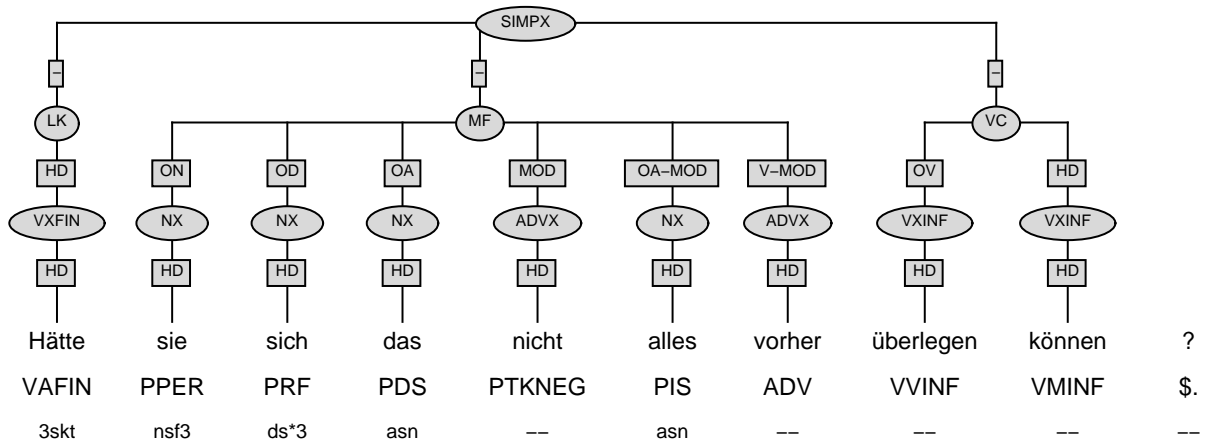 SIMPX
– – –
LK MF VC
HD ON OD OA MOD OA–MOD V–MOD OV HD
VXFIN NX NX NX ADVX NX ADVX VXINF VXINF
HD HD HD HD HD HD HD HD HD
Hätte sie sich das nicht alles vorher überlegen können ?
VAFIN PPER PRF PDS PTKNEG PIS ADV VVINF VMINF $.
3skt nsf3 ds*3 asn –– asn –– –– –– ––